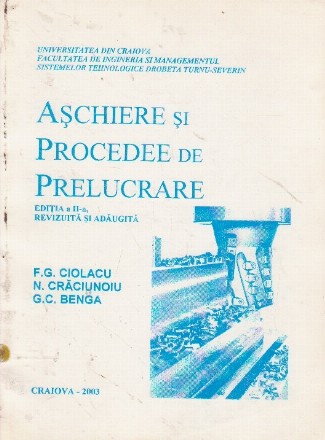 UNIVERSITATEA DIN CRAIOVA
FACULTATEA DE INGINERIA SI MANAGEMENTUL
SISTEMELOR TEHNOLOGICE DROBETA TURNU-SEVERIN
AŞCHIERE ŞI
PROCEDEE DE
PRELUCRARE
EDIŢIA a II-a,
REVIZUITĂ ŞI ADĂUGITĂ
F.G. CIOLACU
N. CRĂCIUNOIU
G.C. BENGA
CRAIOVA - 2003